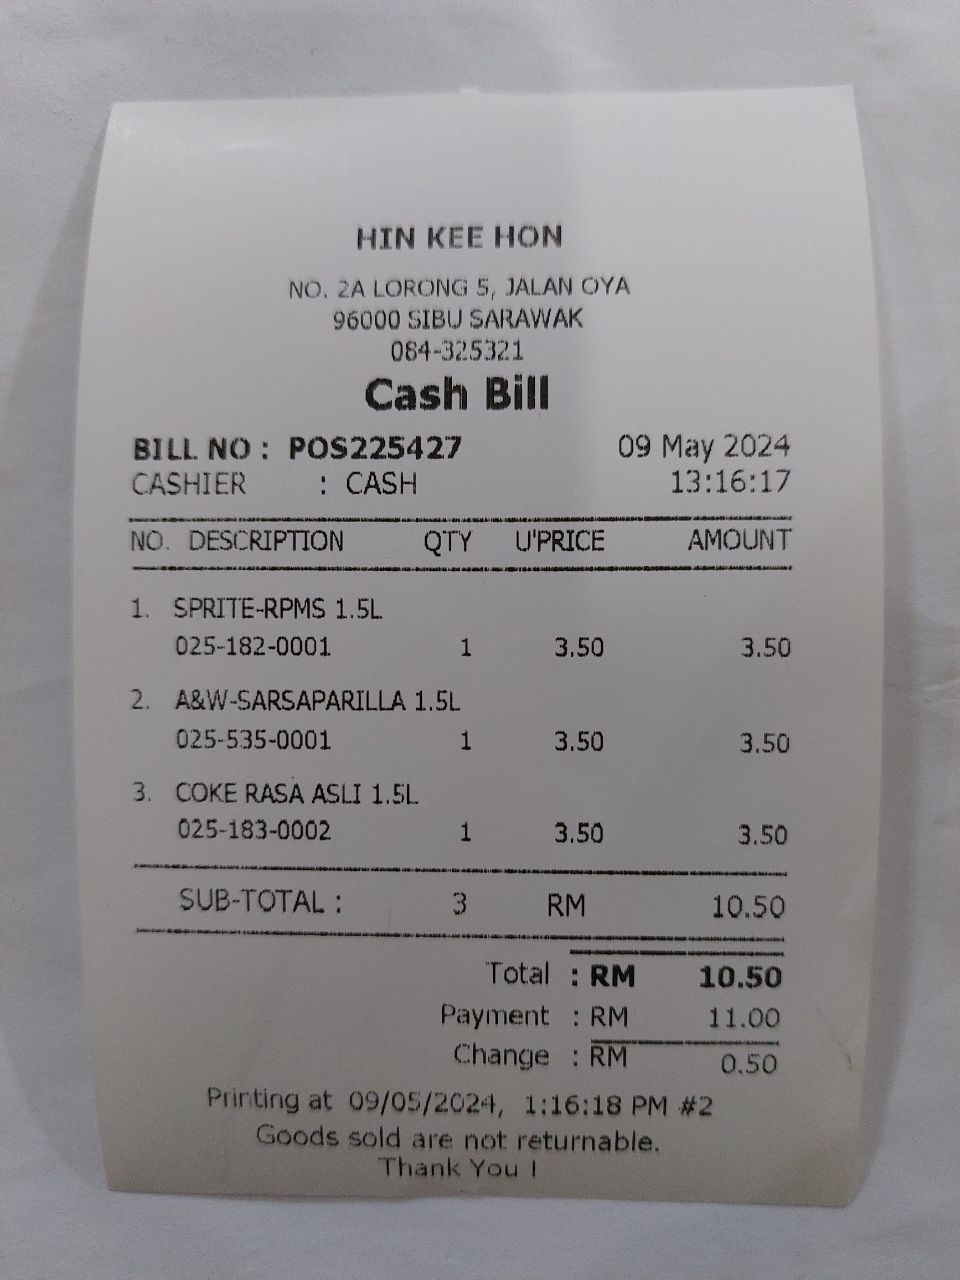 HIN KEE HON
NO. 2A LORONG 5, JALAN OYA
96000 SIBU SARAWAK
084-325321
Cash Bill
BILL NO : POS225427 09 May 2024
CASHIER : CASH 13:16:17
NO. DESCRIPTION QTY U'PRICE AMOUNT
1. SPRITE-RPMS 1.5L
025-182-0001 1 3.50 3.50
2. A&W-SARSAPARILLA 1.5L
025-535-0001 1 3.50 3.50
3. COKE RASA ASLI 1.5L
025-183-0002 1 3.50 3.50
SUB-TOTAL : 3 RM 10.50
Total : RM 10.50
Payment : RM 11.00
Change : RM 0.50
Printing at 09/05/2024, 1:16:18 PM #2
Goods sold are not returnable.
Thank You !